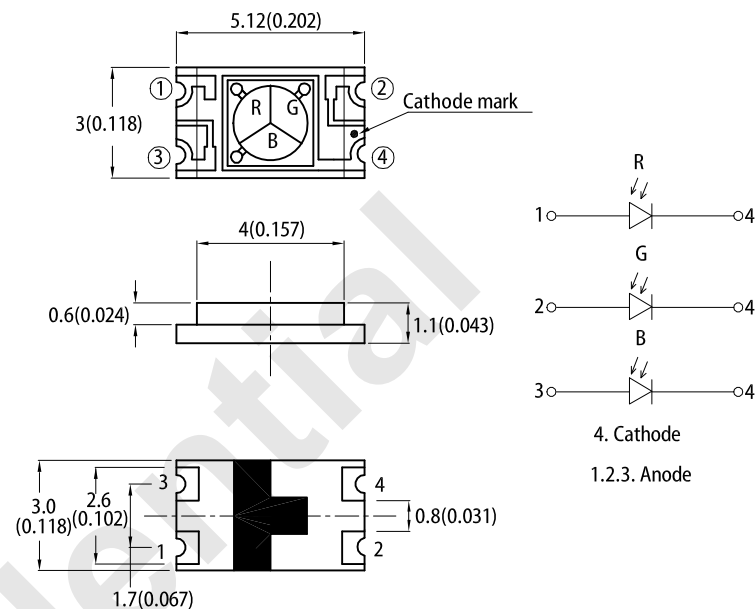 5.12(0.202)
① ②
3(0.118)
R G
B
Cathode mark
③ ④
R
1 4
4(0.157)
G
0.6(0.024) 1.1(0.043)
2 4
B
3 4
4. Cathode
1.2.3. Anode
3 4
3.0
(0.118)
2.6
(0.102)
0.8(0.031)
1 2
1.7(0.067)
dential